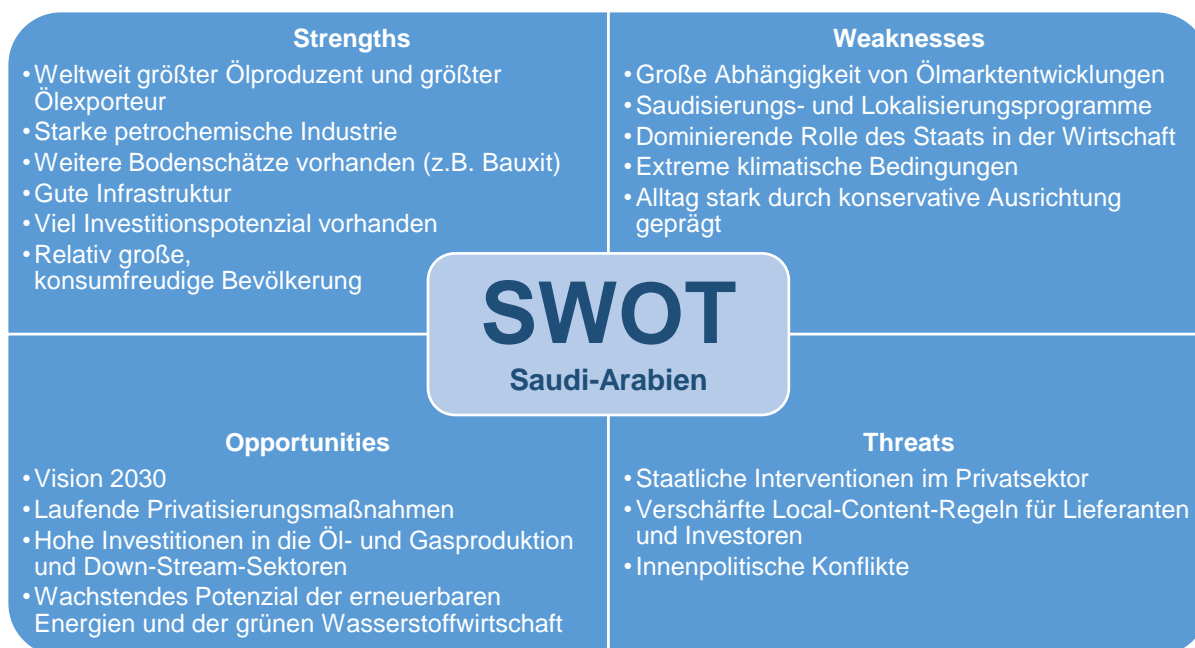 Strengths
•Weltweit größter Ölproduzent und größter
Ölexporteur
•Starke petrochemische Industrie
•Weitere Bodenschätze vorhanden (z.B. Bauxit)
•Gute Infrastruktur
•Viel Investitionspotenzial vorhanden
•Relativ große,
konsumfreudige Bevölkerung
Weaknesses
•Große Abhängigkeit von Ölmarktentwicklungen
•Saudisierungs- und Lokalisierungsprogramme
•Dominierende Rolle des Staats in der Wirtschaft
•Extreme klimatische Bedingungen
•Alltag stark durch konservative Ausrichtung
geprägt
SWOT
Saudi-Arabien
Opportunities
•Vision 2030
•Laufende Privatisierungsmaßnahmen
•Hohe Investitionen in die Öl- und Gasproduktion
und Down-Stream-Sektoren
•Wachstendes Potenzial der erneuerbaren
Energien und der grünen Wasserstoffwirtschaft
Threats
•Staatliche Interventionen im Privatsektor
•Verschärfte Local-Content-Regeln für Lieferanten
und Investoren
•Innenpolitische Konflikte